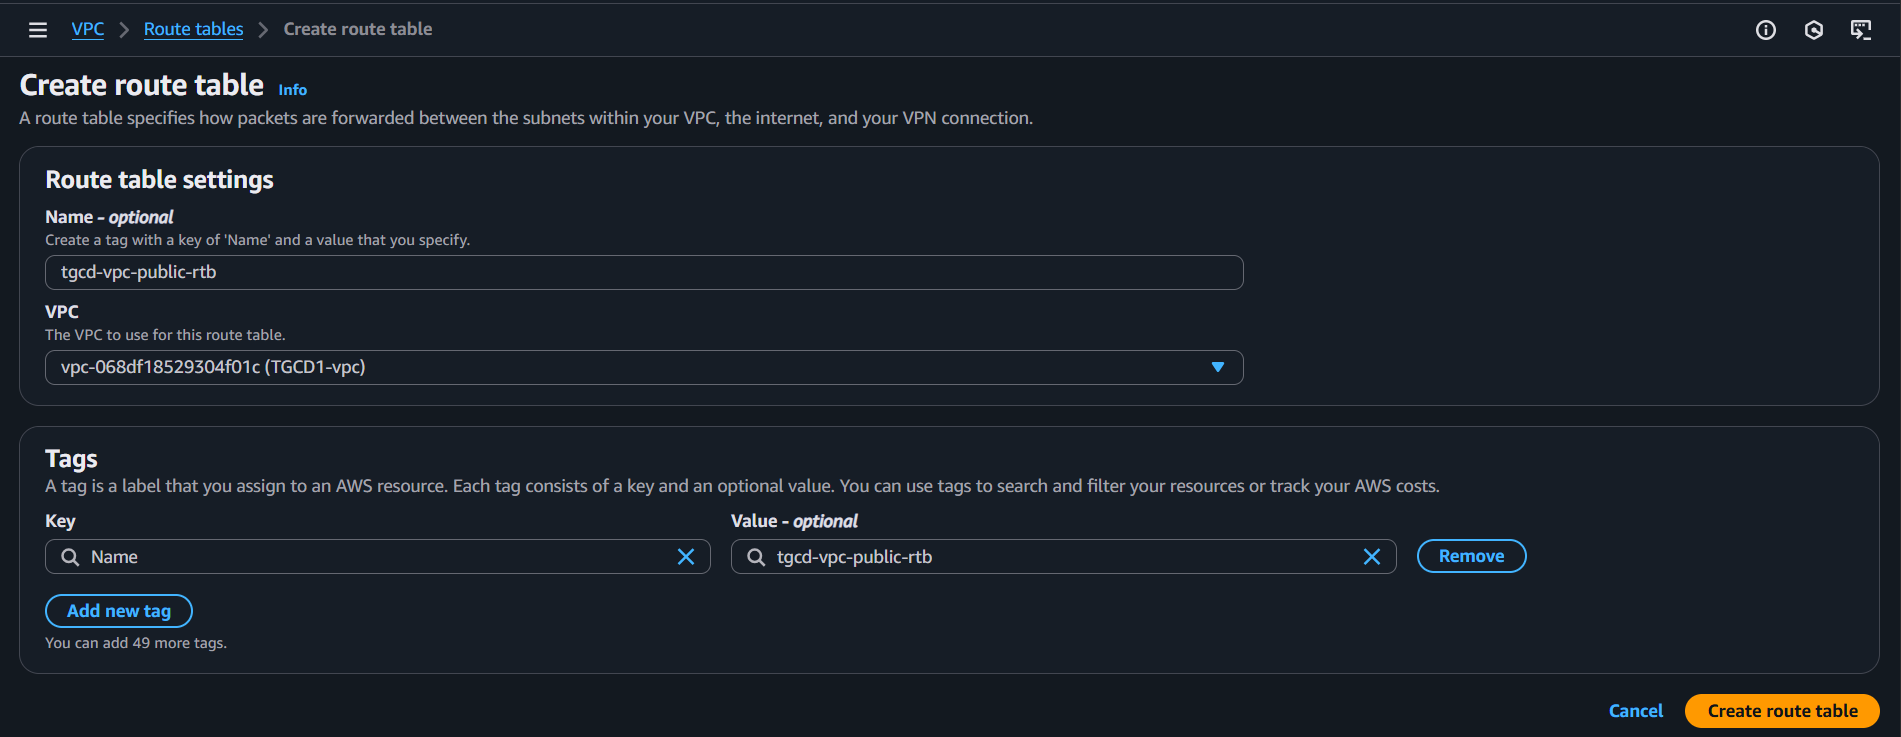 VPC > Route tables > Create route table
Create route table Info
A route table specifies how packets are forwarded between the subnets within your VPC, the internet, and your VPN connection.
Route table settings
Name - optional
Create a tag with a key of 'Name' and a value that you specify.
tgcd-vpc-public-rtb
VPC
The VPC to use for this route table.
vpc-068df18529304f01c (TGCD1-vpc)
Tags
A tag is a label that you assign to an AWS resource. Each tag consists of a key and an optional value. You can use tags to search and filter your resources or track your AWS costs.
Key Value - optional
Name tgcd-vpc-public-rtb Remove
Add new tag
You can add 49 more tags.
Cancel Create route table